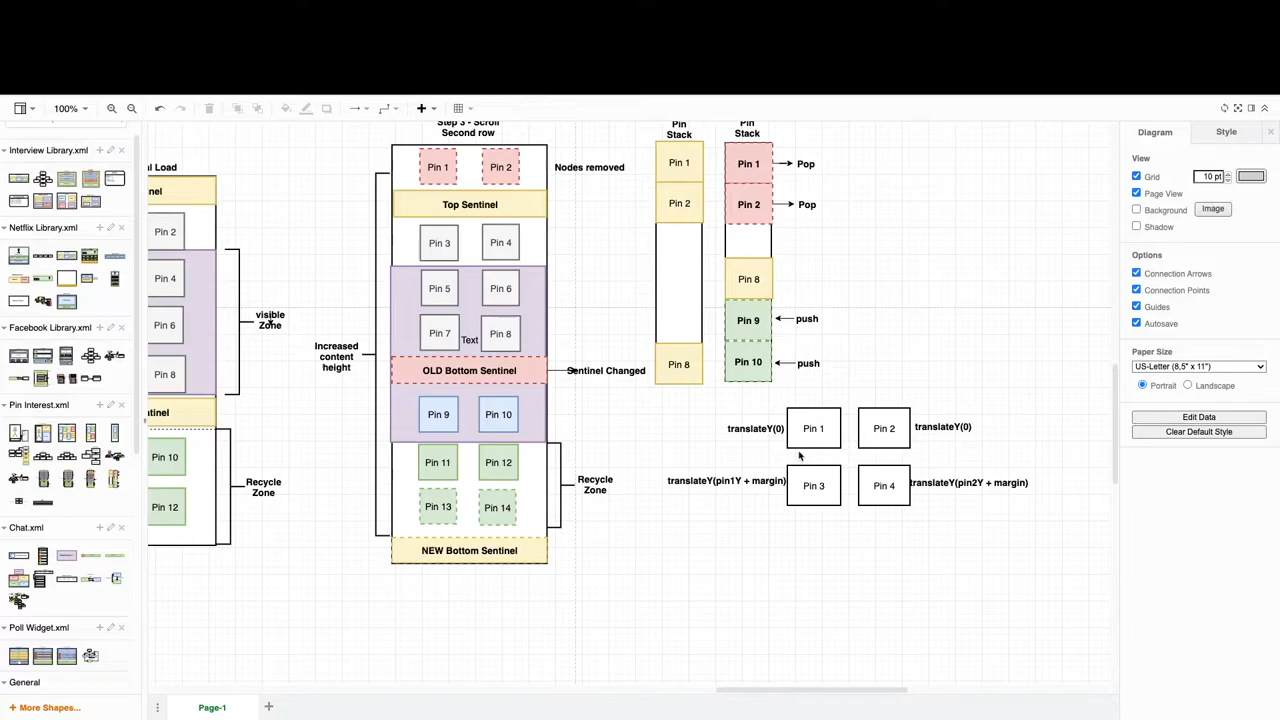 100%
Interview Library.xml
Netflix Library.xml
Facebook Library.xml
Pin Interest.xml
Chat.xml
Poll Widget.xml
General
More Shapes...
Page-1
al Load
nel
Pin 2
Pin 4
Pin 6
Pin 8
ntinel
Pin 10
Pin 12
visible
Zone
Recycle
Zone
Step 3 - Scroll
Second row
Pin 1
Pin 2
Nodes removed
Top Sentinel
Pin 3
Pin 4
Pin 5
Pin 6
Pin 7
Text
Pin 8
OLD Bottom Sentinel
Sentinel Changed
Increased
content
height
Pin 9
Pin 10
Pin 11
Pin 12
Pin 13
Pin 14
Recycle
Zone
NEW Bottom Sentinel
Pin
Stack
Pin 1
Pin 2
Pin 8
Pin
Stack
Pin 1
Pop
Pin 2
Pop
Pin 8
Pin 9
push
Pin 10
push
translateY(0)
Pin 1
Pin 2
translateY(0)
translateY(pin1Y + margin)
Pin 3
Pin 4
translateY(pin2Y + margin)
Diagram
Style
View
Grid
10 pt
Page View
Background
Image
Shadow
Options
Connection Arrows
Connection Points
Guides
Autosave
Paper Size
US-Letter (8,5" x 11")
Portrait
Landscape
Edit Data
Clear Default Style